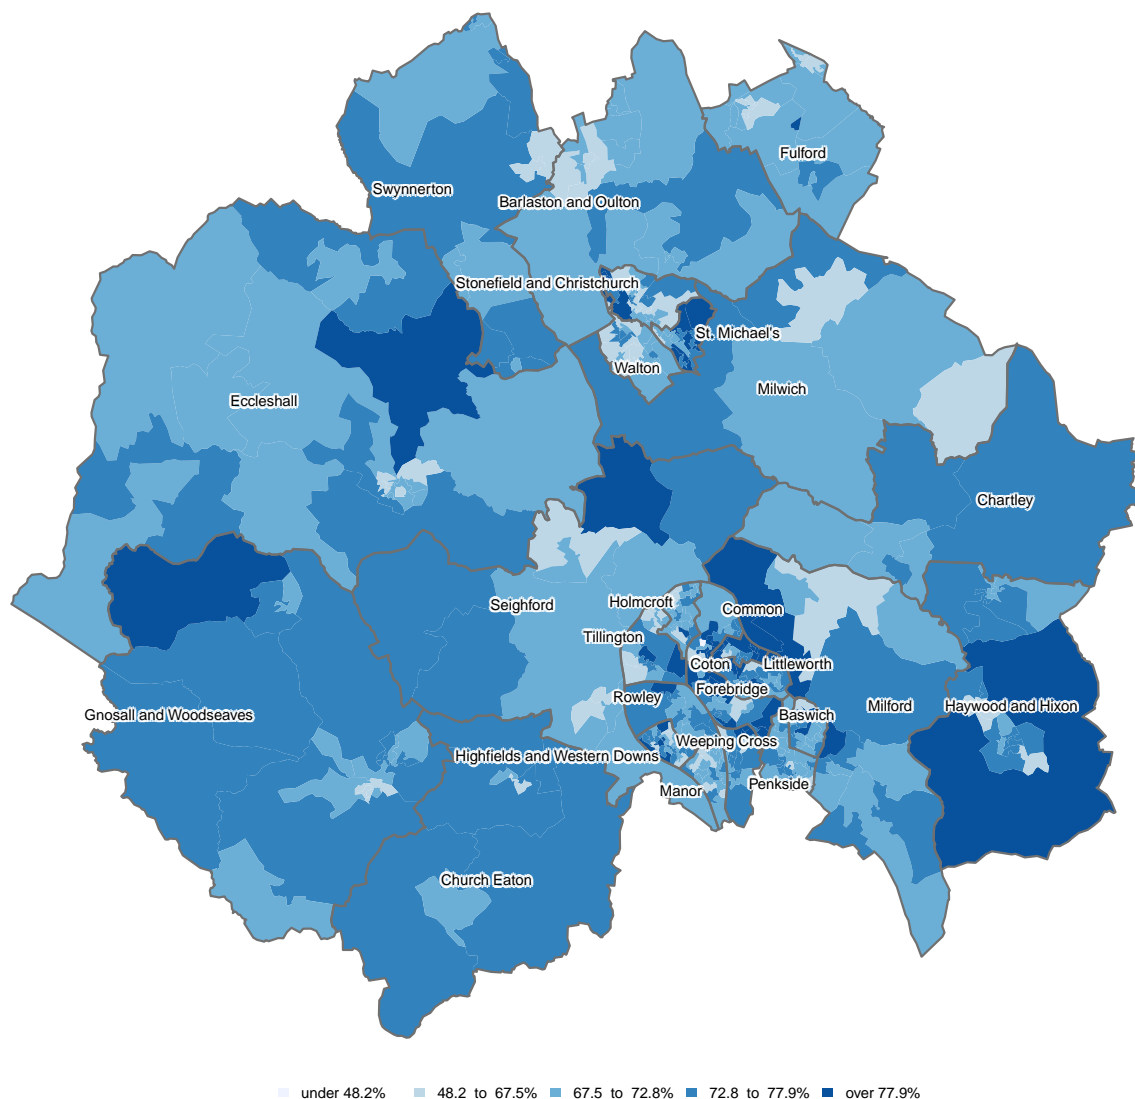 Fulford
Swynnerton
Barlaston and Oulton
Stonefield and Christchurch
St. Michael's
Walton
Milwich
Eccleshall
Chartley
Seighford
Holmcroft
Common
Tillington
Coton
Littleworth
Forebridge
Rowley
Milford
Haywood and Hixon
Gnosall and Woodseaves
Baswich
Weeping Cross
Highfields and Western Downs
Penkside
Manor
Church Eaton
under 48.2% 48.2 to 67.5% 67.5 to 72.8% 72.8 to 77.9% over 77.9%